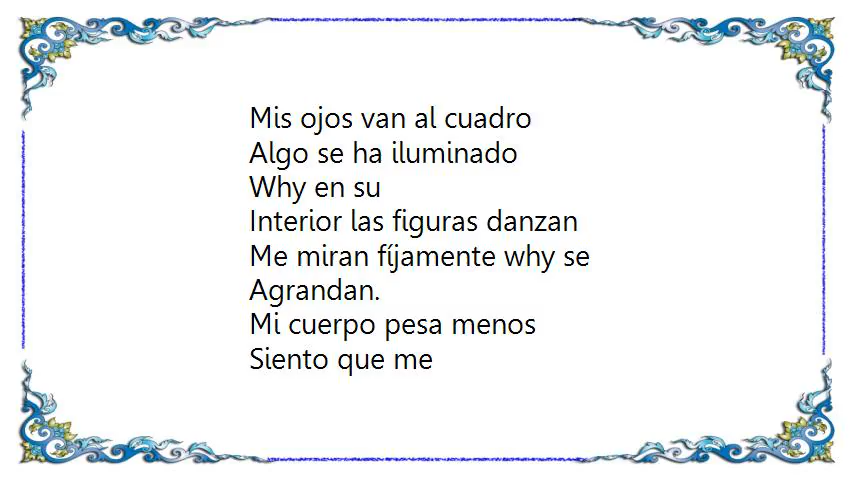 Mis ojos van al cuadro
Algo se ha iluminado
Why en su
Interior las figuras danzan
Me miran fíjamente why se
Agrandan.
Mi cuerpo pesa menos
Siento que me